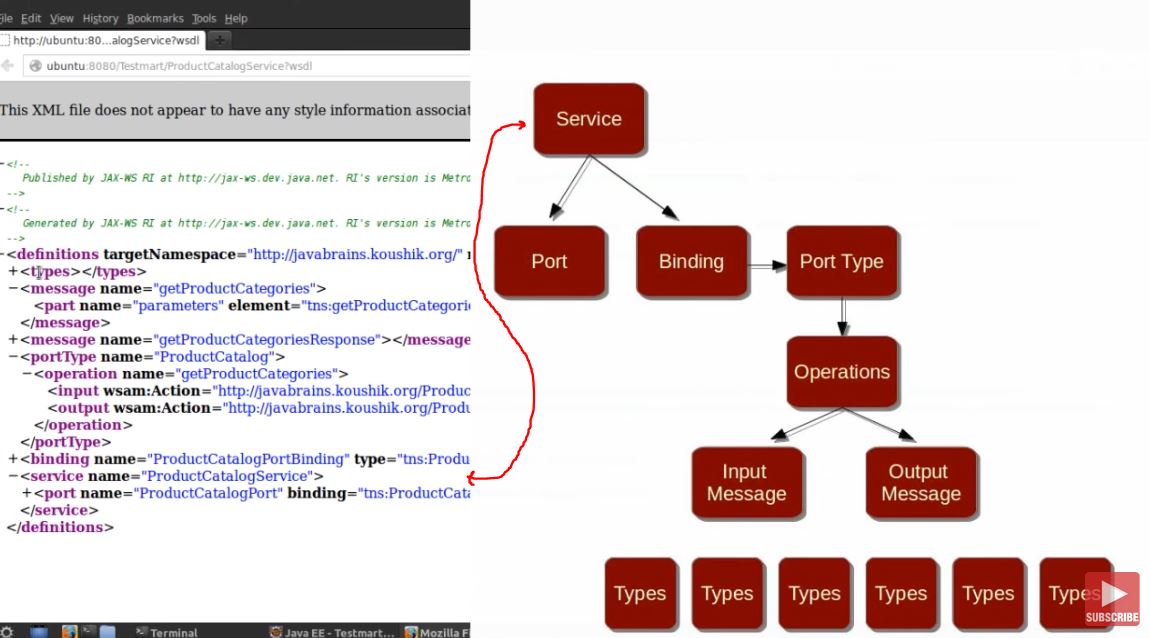 File Edit View History Bookmarks Tools Help
http://ubuntu:80...alogService?wsdl
ubuntu:8080/Testmart/ProductCatalogService?wsdl
This XML file does not appear to have any style information associat
<!--
Published by JAX-WS RI at http://jax-ws.dev.java.net. RI's version is Metro
-->
<!--
Generated by JAX-WS RI at http://jax-ws.dev.java.net. RI's version is Metro
-->
−<definitions targetNamespace="http://javabrains.koushik.org/"
+<types></types>
−<message name="getProductCategories">
<part name="parameters" element="tns:getProductCategorie
</message>
+<message name="getProductCategoriesResponse"></message
−<portType name="ProductCatalog">
−<operation name="getProductCategories">
<input wsam:Action="http://javabrains.koushik.org/Produc
<output wsam:Action="http://javabrains.koushik.org/Produ
</operation>
</portType>
+<binding name="ProductCatalogPortBinding" type="tns:Produ
−<service name="ProductCatalogService">
+<port name="ProductCatalogPort" binding="tns:ProductCata
</service>
</definitions>
Terminal
Java EE - Testmart...
Mozilla Fi
Service
Port
Binding
Port Type
Operations
Input
Message
Output
Message
Types
Types
Types
Types
Types
Types
SUBSCRIBE